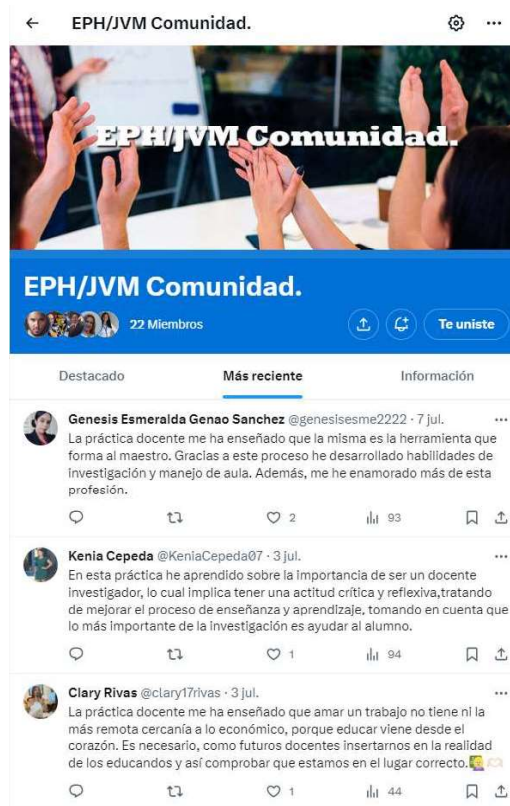 EPH/JVM Comunidad.
EPH/JVM Comunidad.
EPH/JVM Comunidad.
22 Miembros
Te uniste
Destacado
Más reciente
Información
Genesis Esmeralda Genao Sanchez @genesisesme2222 · 7 jul.
La práctica docente me ha enseñado que la misma es la herramienta que
forma al maestro. Gracias a este proceso he desarrollado habilidades de
investigación y manejo de aula. Además, me he enamorado más de esta
profesión.
2 93
Kenia Cepeda @KeniaCepeda07 · 3 jul.
En esta práctica he aprendido sobre la importancia de ser un docente
investigador, lo cual implica tener una actitud crítica y reflexiva,tratando
de mejorar el proceso de enseñanza y aprendizaje, tomando en cuenta que
lo más importante de la investigación es ayudar al alumno.
1 94
Clary Rivas @clary17rivas · 3 jul.
La práctica docente me ha enseñado que amar un trabajo no tiene ni la
más remota cercanía a lo económico, porque educar viene desde el
corazón. Es necesario, como futuros docentes insertarnos en la realidad
de los educandos y así comprobar que estamos en el lugar correcto.
1 44